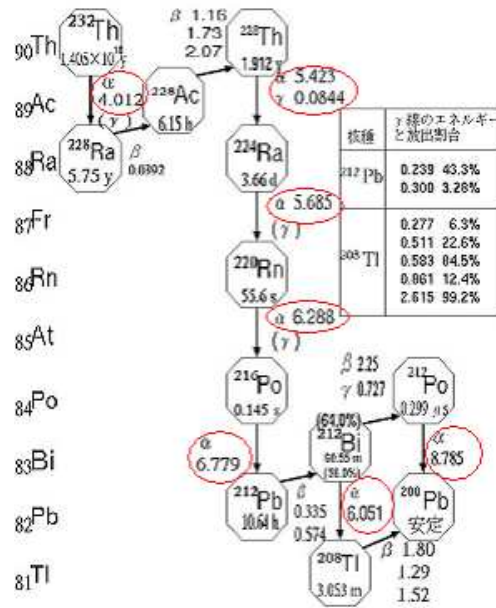 90Th
89Ac
88Ra
87Fr
86Rn
85At
84Po
83Bi
82Pb
81Tl
232Th
1.405×10¹⁰y
α
4.012
(γ)
228Ra
5.75 y
β
0.0392
228Ac
6.15 h
β 1.16
1.73
2.07
228Th
1.912 y
α 5.423
γ 0.0844
224Ra
3.66 d
α 5.685
(γ)
220Rn
55.6 s
α 6.288
(γ)
216Po
0.145 s
α
6.779
212Pb
10.64 h
β
0.335
0.574
(64.0%)
212Bi
60.55 m
(36.0%)
β 2.25
γ 0.727
212Po
0.299 μs
α
8.785
α
6.051
208Tl
3.053 m
β 1.80
1.29
1.52
200Pb
安定
核種
γ線のエネルギー
と放出割合
212Pb
0.239 43.3%
0.300 3.28%
208Tl
0.277 6.3%
0.511 22.6%
0.583 84.5%
0.861 12.4%
2.615 99.2%